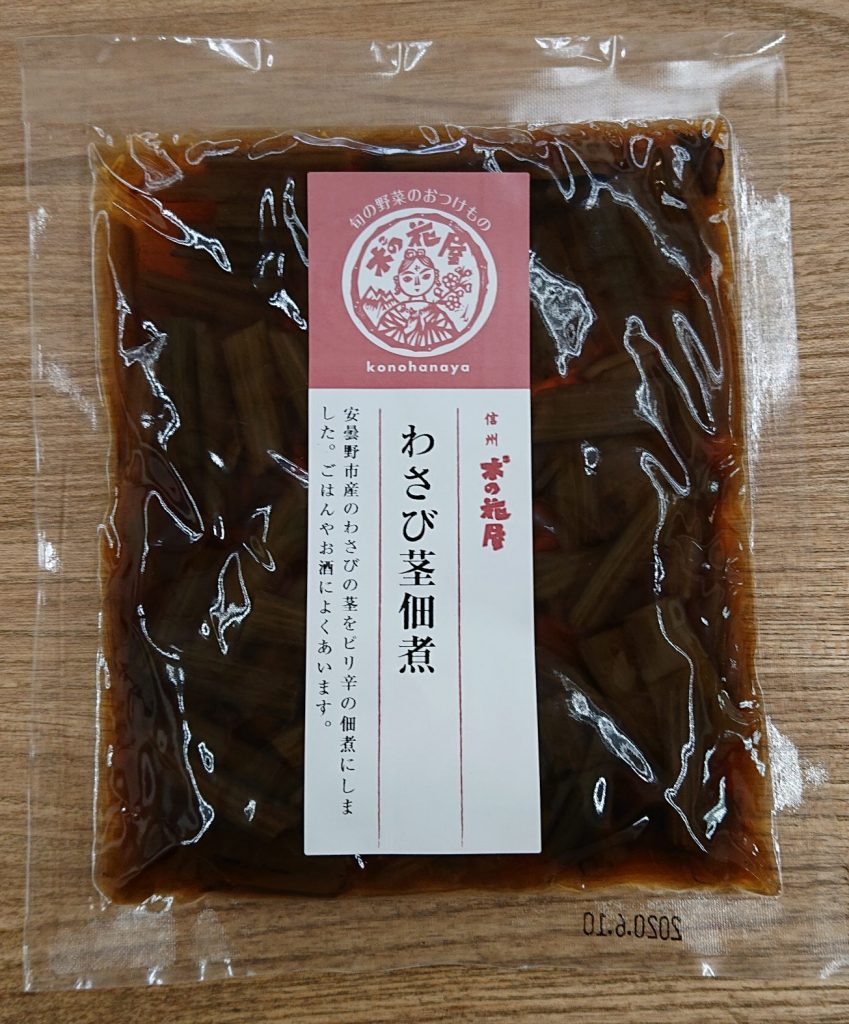 旬の野菜のおつけもの
木の花屋
konohanaya
信州
木の花屋
わさび茎佃煮
安曇野市産のわさびの茎をピリ辛の佃煮にしま
した。ごはんやお酒によくあいます。
2020.6.10